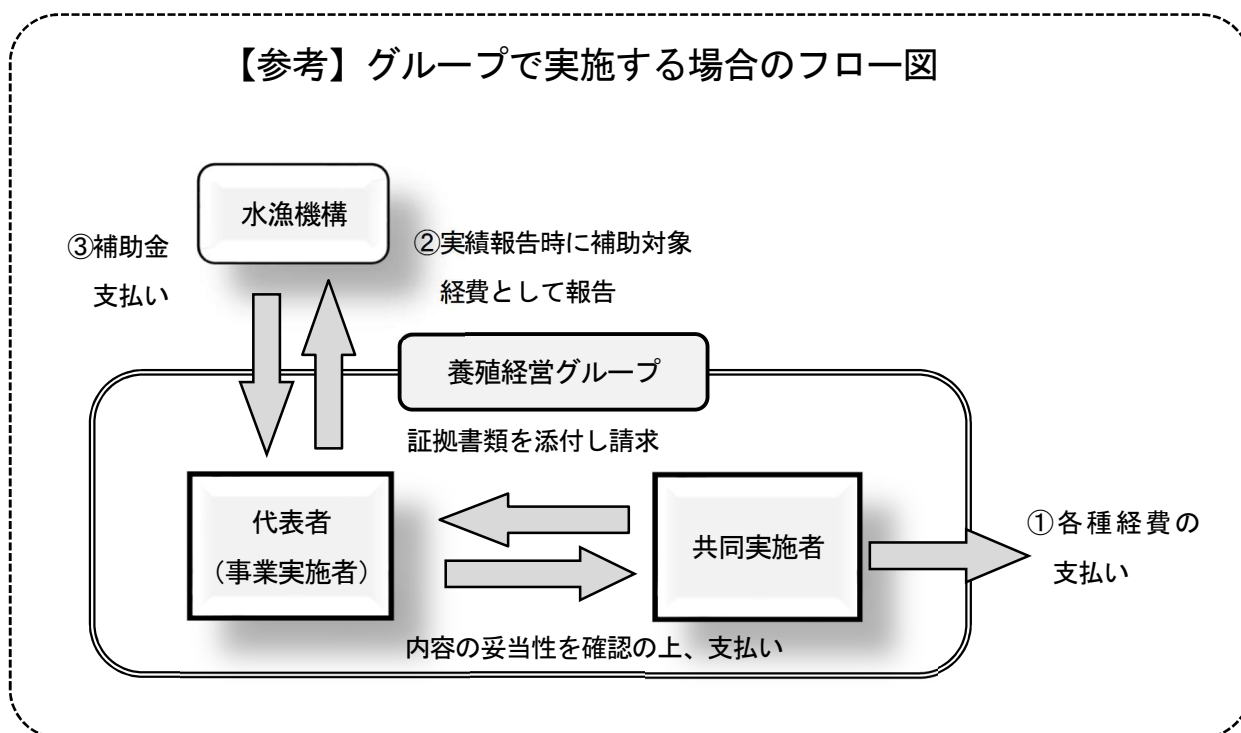 【参考】グループで実施する場合のフロー図
水漁機構
③補助金
支払い
②実績報告時に補助対象
経費として報告
養殖経営グループ
証拠書類を添付し請求
代表者
（事業実施者）
共同実施者
①各種経費の
支払い
内容の妥当性を確認の上、支払い